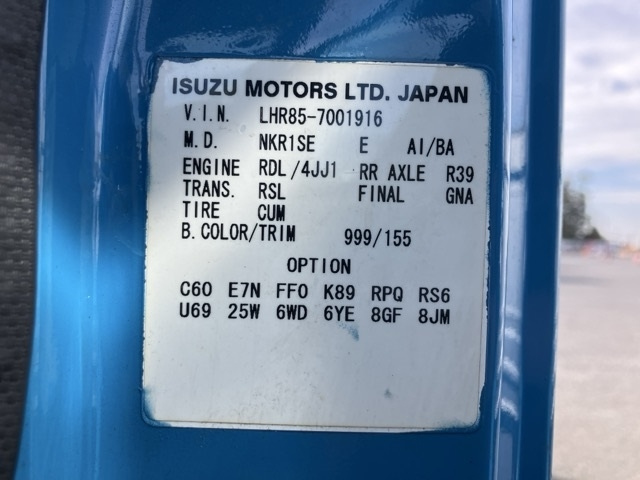 ISUZU MOTORS LTD. JAPAN
V.I.N. LHR85-7001916
M.D. NKR1SE E AI/BA
ENGINE RDL/4JJ1 RR AXLE R39
TRANS. RSL FINAL GNA
TIRE CUM
B.COLOR/TRIM 999/155
OPTION
C60 E7N FF0 K89 RPQ RS6
U69 25W 6WD 6YE 8GF 8JM